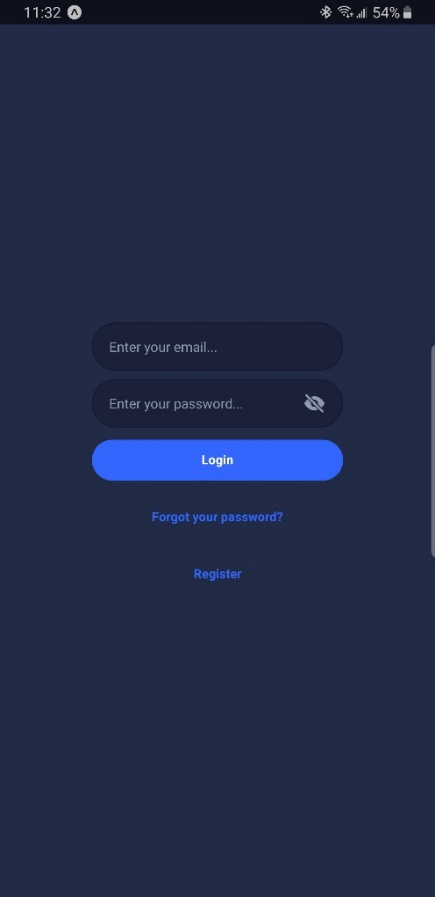 11:32 54%
Enter your email...
Enter your password...
Login
Forgot your password?
Register